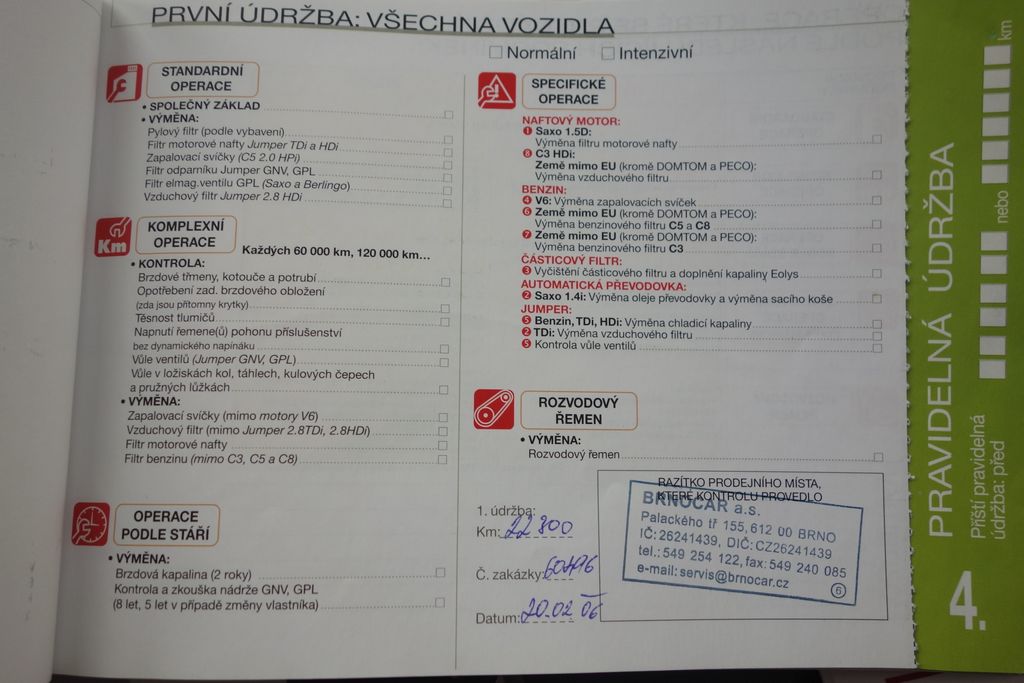 PRVNÍ ÚDRŽBA: VŠECHNA VOZIDLA
Normální Intenzivní
STANDARDNÍ
OPERACE
• SPOLEČNÝ ZÁKLAD
• VÝMĚNA:
Pylový filtr (podle vybavení)
Filtr motorové nafty Jumper TDi a HDi
Zapalovací svíčky (C5 2.0 HPi)
Filtr odparníku Jumper GNV, GPL
Filtr elmag.ventilu GPL (Saxo a Berlingo)
Vzduchový filtr Jumper 2.8 HDi
Km
KOMPLEXNÍ
OPERACE
Každých 60 000 km, 120 000 km...
• KONTROLA:
Brzdové třmeny, kotouče a potrubí
Opotřebení zad. brzdového obložení
(zda jsou přítomny krytky)
Těsnost tlumičů
Napnutí řemene(ů) pohonu příslušenství
bez dynamického napínáku
Vůle ventilů (Jumper GNV, GPL)
Vůle v ložiskách kol, táhlech, kulových čepech
a pružných lůžkách
• VÝMĚNA:
Zapalovací svíčky (mimo motory V6)
Vzduchový filtr (mimo Jumper 2.8TDi, 2.8HDi)
Filtr motorové nafty
Filtr benzinu (mimo C3, C5 a C8)
OPERACE
PODLE STÁŘÍ
• VÝMĚNA:
Brzdová kapalina (2 roky)
Kontrola a zkouška nádrže GNV, GPL
(8 let, 5 let v případě změny vlastníka)
SPECIFICKÉ
OPERACE
NAFTOVÝ MOTOR:
❶ Saxo 1.5D:
Výměna filtru motorové nafty
❽ C3 HDi:
Země mimo EU (kromě DOMTOM a PECO):
Výměna vzduchového filtru
BENZIN:
❹ V6: Výměna zapalovacích svíček
❻ Země mimo EU (kromě DOMTOM a PECO):
Výměna benzinového filtru C5 a C8
❼ Země mimo EU (kromě DOMTOM a PECO):
Výměna benzinového filtru C3
ČÁSTICOVÝ FILTR:
❸ Vyčištění částicového filtru a doplnění kapaliny Eolys
AUTOMATICKÁ PŘEVODOVKA:
❷ Saxo 1.4i: Výměna oleje převodovky a výměna sacího koše
JUMPER:
❺ Benzin, TDi, HDi: Výměna chladicí kapaliny
❷ TDi: Výměna vzduchového filtru
❺ Kontrola vůle ventilů
ROZVODOVÝ
ŘEMEN
• VÝMĚNA:
Rozvodový řemen
1. údržba:
Km: 22 800
Č. zakázky:
Datum: 20.02 06
RAZÍTKO PRODEJNÍHO MÍSTA,
KTERÉ KONTROLU PROVEDLO
BRNOCAR a.s.
Palackého tř 155, 612 00 BRNO
IČ: 26241439, DIČ: CZ26241439
tel.: 549 254 122, fax: 549 240 085
e-mail: servis@brnocar.cz
6
PRAVIDELNÁ ÚDRŽBA
Příští pravidelná
údržba: před
nebo
km
4.